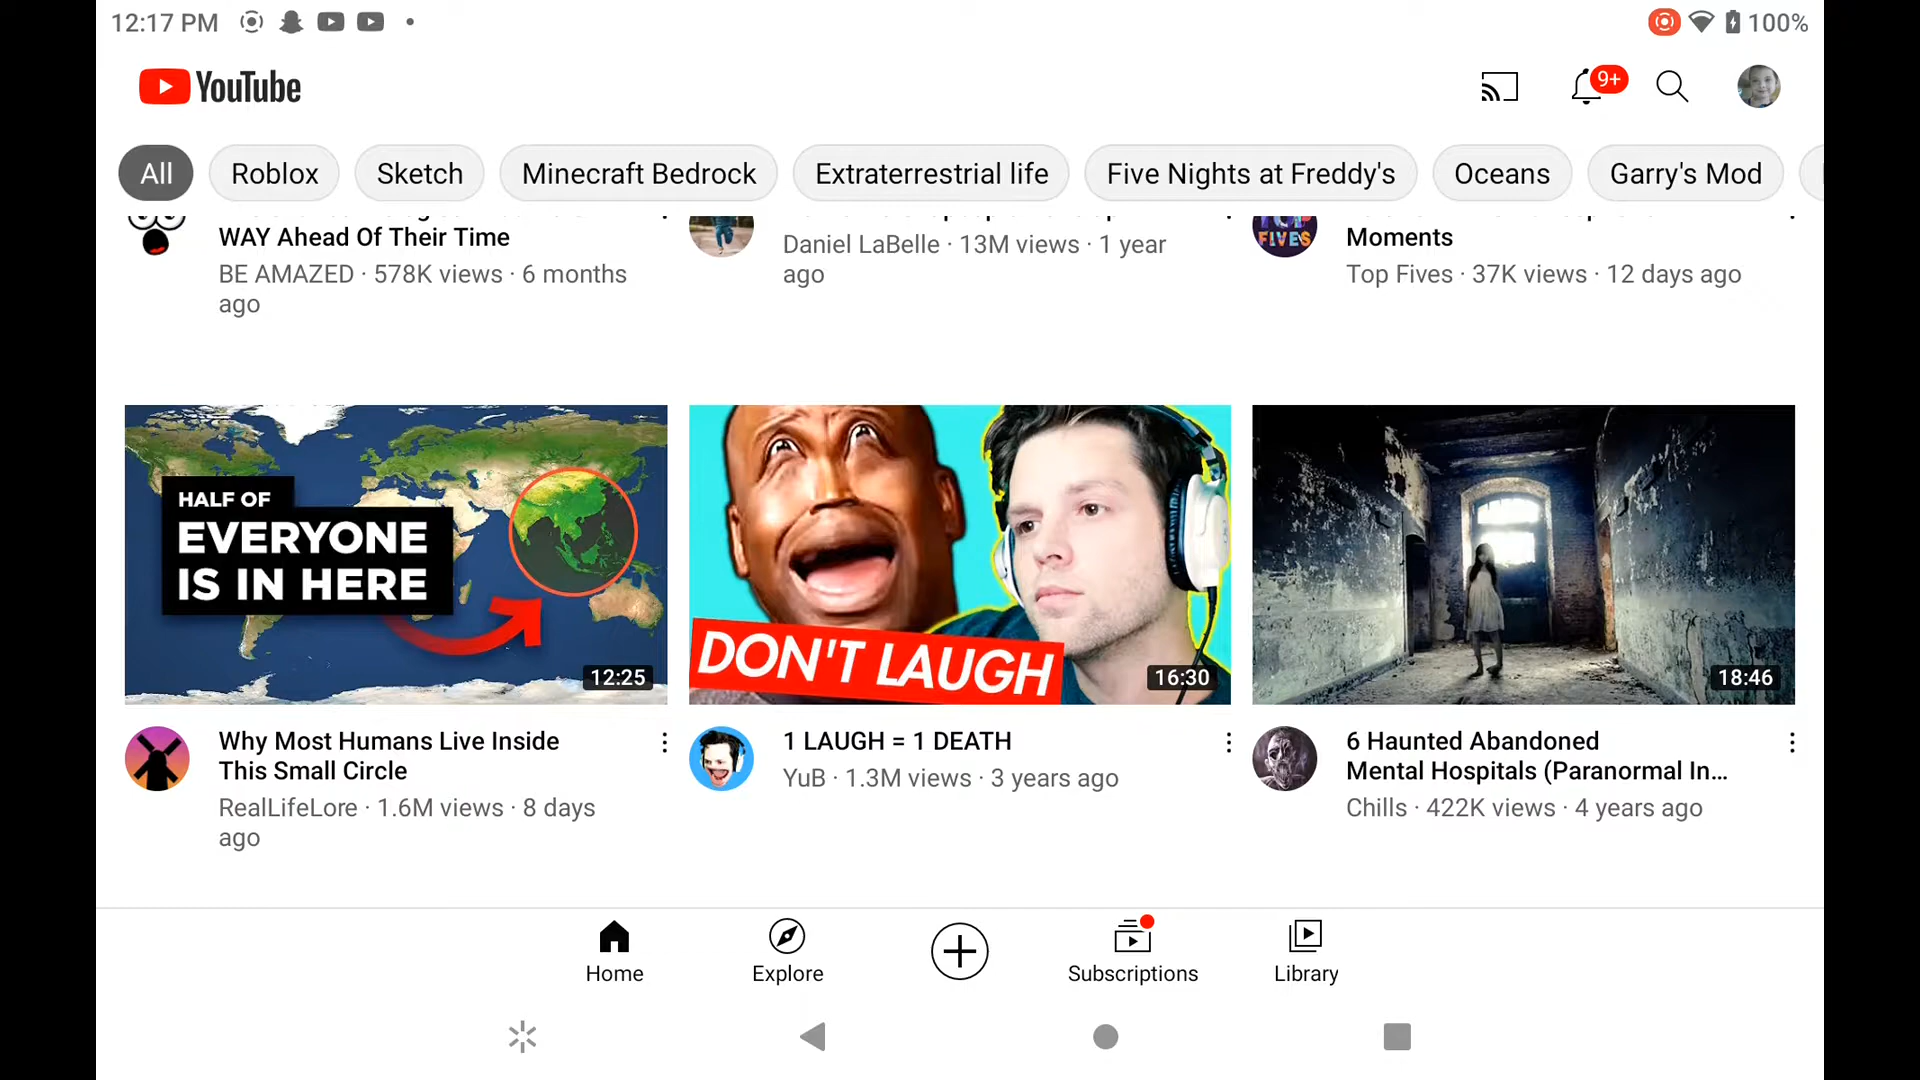 12:17 PM
100%
YouTube
9+
All
Roblox
Sketch
Minecraft Bedrock
Extraterrestrial life
Five Nights at Freddy's
Oceans
Garry's Mod
WAY Ahead Of Their Time
BE AMAZED · 578K views · 6 months
ago
Daniel LaBelle · 13M views · 1 year
ago
FIVES
Moments
Top Fives · 37K views · 12 days ago
HALF OF
EVERYONE
IS IN HERE
12:25
DON'T LAUGH
16:30
18:46
Why Most Humans Live Inside
This Small Circle
RealLifeLore · 1.6M views · 8 days
ago
1 LAUGH = 1 DEATH
YuB · 1.3M views · 3 years ago
6 Haunted Abandoned
Mental Hospitals (Paranormal In...
Chills · 422K views · 4 years ago
Home
Explore
Subscriptions
Library